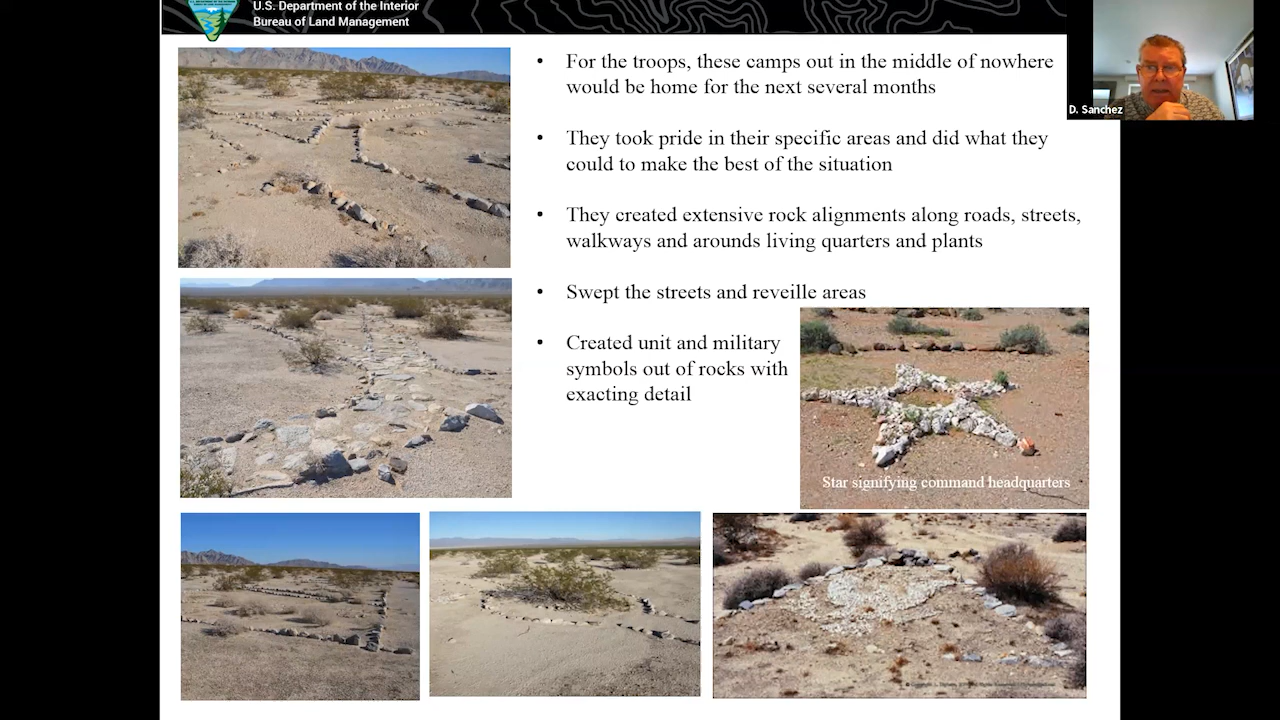 U.S. Department of the Interior
Bureau of Land Management
D. Sanchez
• For the troops, these camps out in the middle of nowhere
would be home for the next several months
• They took pride in their specific areas and did what they
could to make the best of the situation
• They created extensive rock alignments along roads, streets,
walkways and arounds living quarters and plants
• Swept the streets and reveille areas
• Created unit and military
symbols out of rocks with
exacting detail
Star signifying command headquarters